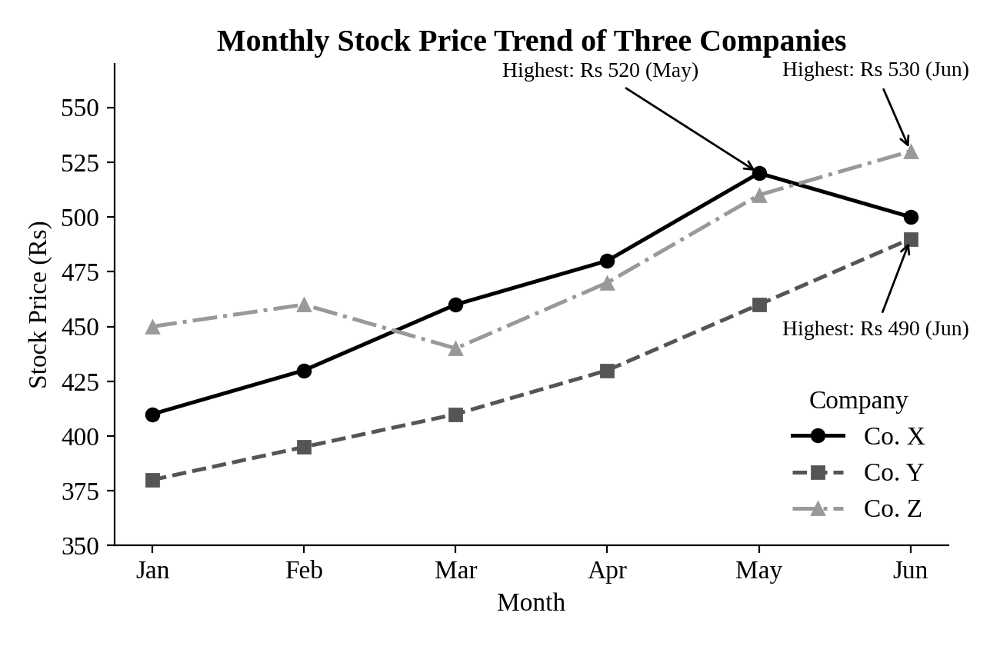 Monthly Stock Price Trend of Three Companies
Highest: Rs 520 (May)
Highest: Rs 530 (Jun)
550
525
500
475
450
425
400
375
350
Stock Price (Rs)
Highest: Rs 490 (Jun)
Company
Co. X
Co. Y
Co. Z
Jan Feb Mar Apr May Jun
Month